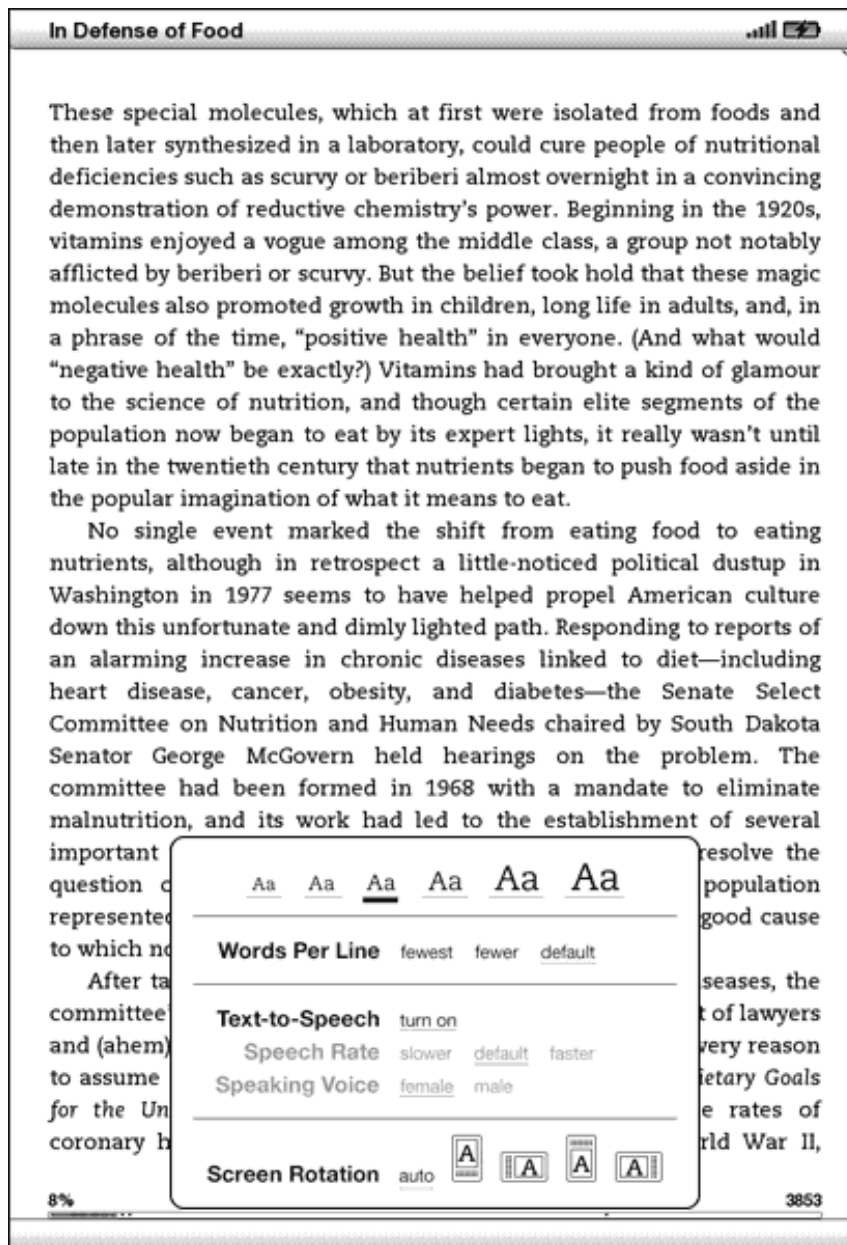 In Defense of Food
These special molecules, which at first were isolated from foods and
then later synthesized in a laboratory, could cure people of nutritional
deficiencies such as scurvy or beriberi almost overnight in a convincing
demonstration of reductive chemistry's power. Beginning in the 1920s,
vitamins enjoyed a vogue among the middle class, a group not notably
afflicted by beriberi or scurvy. But the belief took hold that these magic
molecules also promoted growth in children, long life in adults, and, in
a phrase of the time, “positive health” in everyone. (And what would
“negative health” be exactly?) Vitamins had brought a kind of glamour
to the science of nutrition, and though certain elite segments of the
population now began to eat by its expert lights, it really wasn't until
late in the twentieth century that nutrients began to push food aside in
the popular imagination of what it means to eat.
No single event marked the shift from eating food to eating
nutrients, although in retrospect a little-noticed political dustup in
Washington in 1977 seems to have helped propel American culture
down this unfortunate and dimly lighted path. Responding to reports of
an alarming increase in chronic diseases linked to diet—including
heart disease, cancer, obesity, and diabetes—the Senate Select
Committee on Nutrition and Human Needs chaired by South Dakota
Senator George McGovern held hearings on the problem. The
committee had been formed in 1968 with a mandate to eliminate
malnutrition, and its work had led to the establishment of several
important resolve the
question population
represented good cause
to which
After seases, the
committee' of lawyers
and (ahem) very reason
to assume ietary Goals
for the Un e rates of
coronary h rld War II,
Aa Aa Aa Aa Aa Aa
Words Per Line fewest fewer default
Text-to-Speech turn on
Speech Rate slower default faster
Speaking Voice female male
Screen Rotation auto A A A A
8% 3853